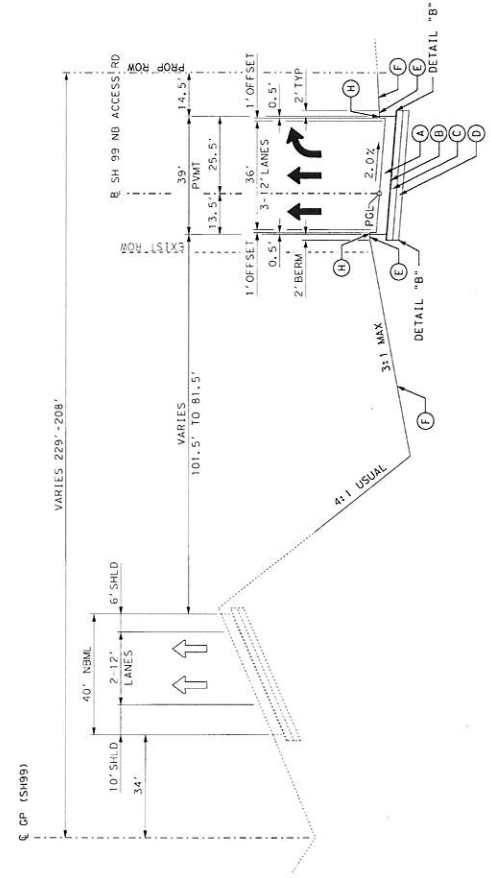 ℄ GP (SH99)
VARIES 229'-208'
PROP ROW
℄ SH 99 NB ACCESS RD
EXIST ROW
40' NBML
10' SHLD
2-12'
LANES
6' SHLD
34'
VARIES
101.5' TO 81.5'
39'
PVMT
14.5'
13.5'
25.5'
1' OFFSET
36'
3-12' LANES
1' OFFSET
0.5'
0.5'
2' BERM
2' TYP
4:1 USUAL
3:1 MAX
PGL
2.0%
H
H
F
E
DETAIL "B"
A
B
C
D
E
DETAIL "B"
F